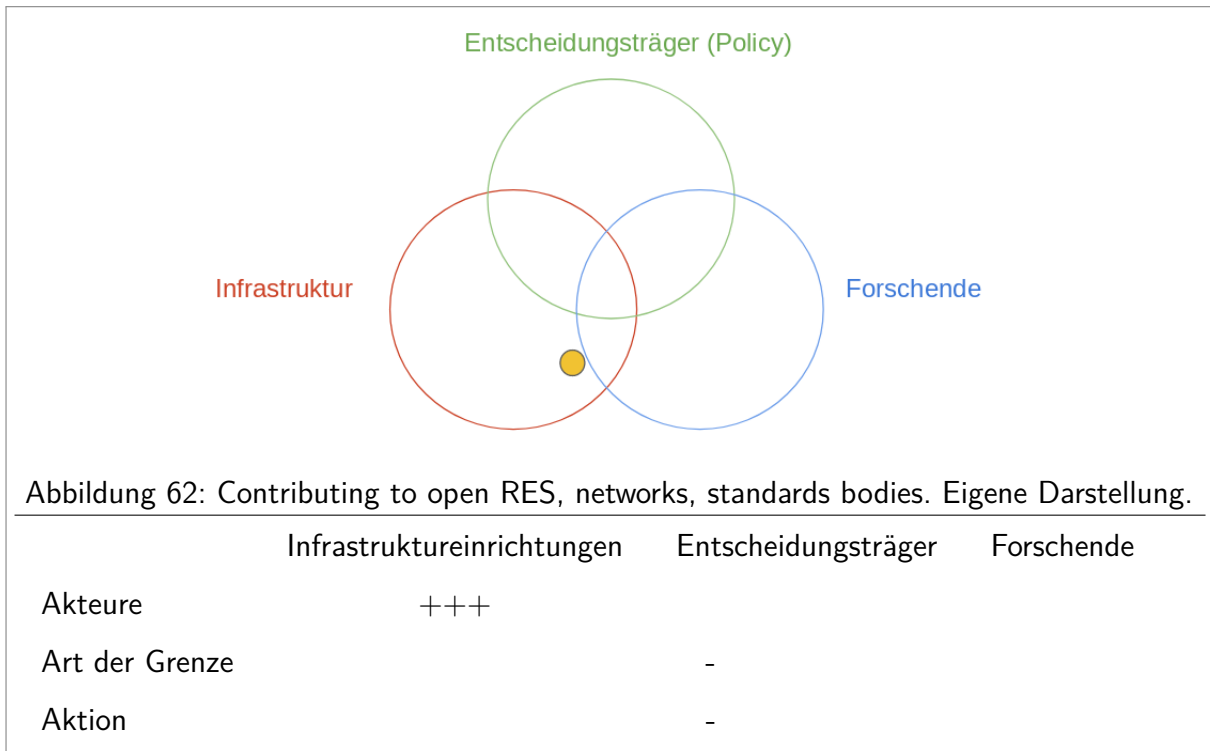 Entscheidungsträger (Policy)
Infrastruktur
Forschende
Abbildung 62: Contributing to open RES, networks, standards bodies. Eigene Darstellung.
Infrastruktureinrichtungen Entscheidungsträger Forschende
Akteure +++
Art der Grenze -
Aktion -